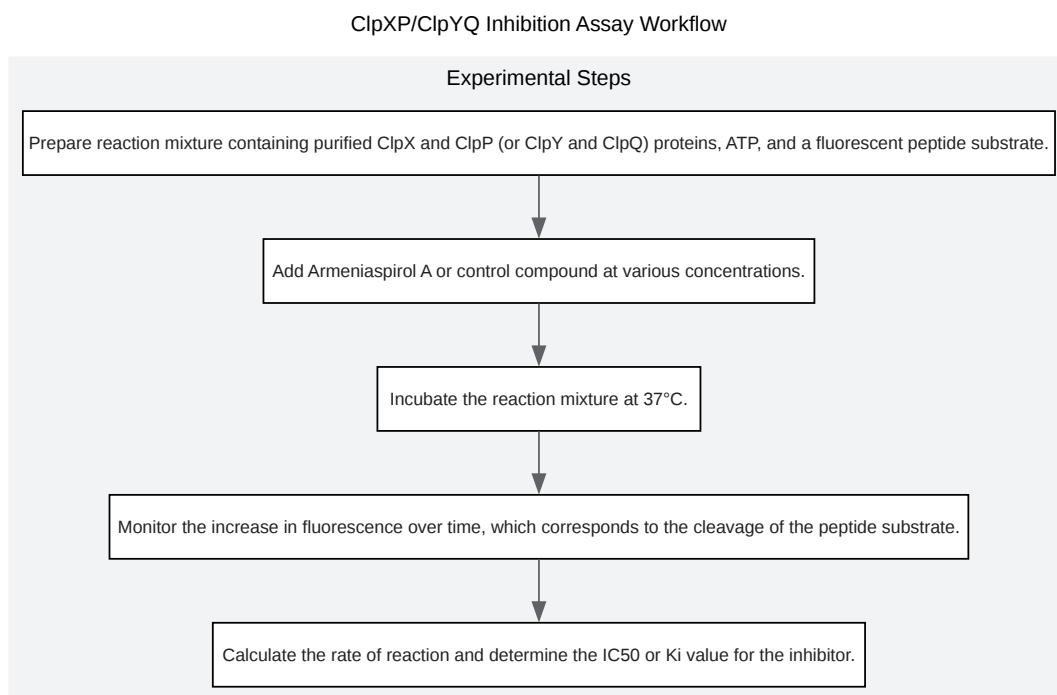 ClpXP/ClpYQ Inhibition Assay Workflow
Experimental Steps
Prepare reaction mixture containing purified ClpX and ClpP (or ClpY and ClpQ) proteins, ATP, and a fluorescent peptide substrate.
Add Armeniaspirol A or control compound at various concentrations.
Incubate the reaction mixture at 37°C.
Monitor the increase in fluorescence over time, which corresponds to the cleavage of the peptide substrate.
Calculate the rate of reaction and determine the IC50 or Ki value for the inhibitor.